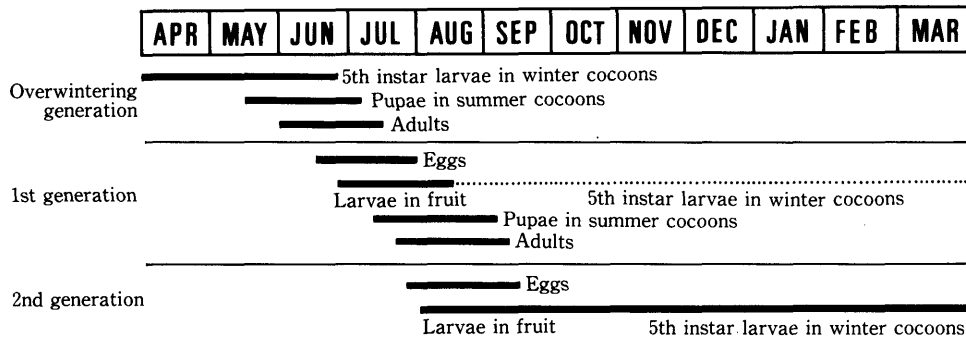 APR MAY JUN JUL AUG SEP OCT NOV DEC JAN FEB MAR
Overwintering
generation
5th instar larvae in winter cocoons
Pupae in summer cocoons
Adults
1st generation
Eggs
Larvae in fruit
5th instar larvae in winter cocoons
Pupae in summer cocoons
Adults
2nd generation
Eggs
Larvae in fruit
5th instar larvae in winter cocoons